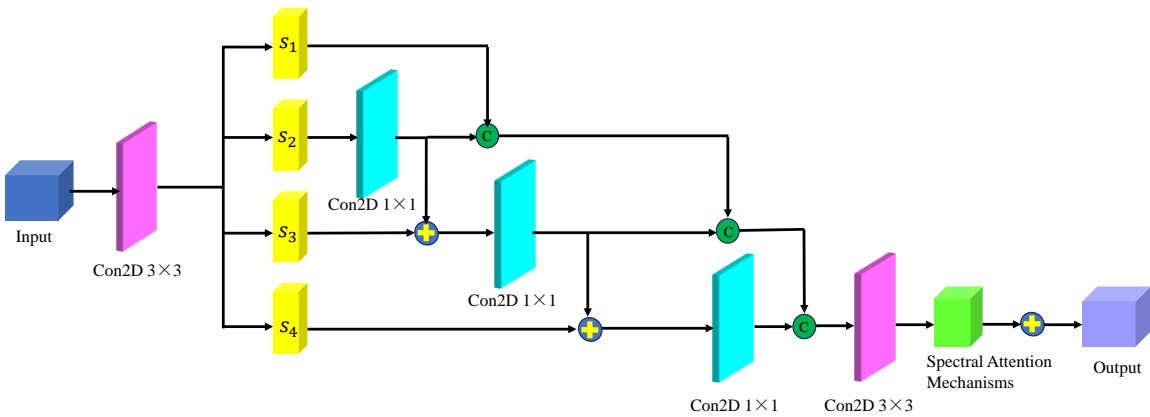 S1
S2
S3
S4
C
C
C
Input
Con2D 3×3
Con2D 1×1
Con2D 1×1
Con2D 1×1
Con2D 3×3
Spectral Attention
Mechanisms
Output